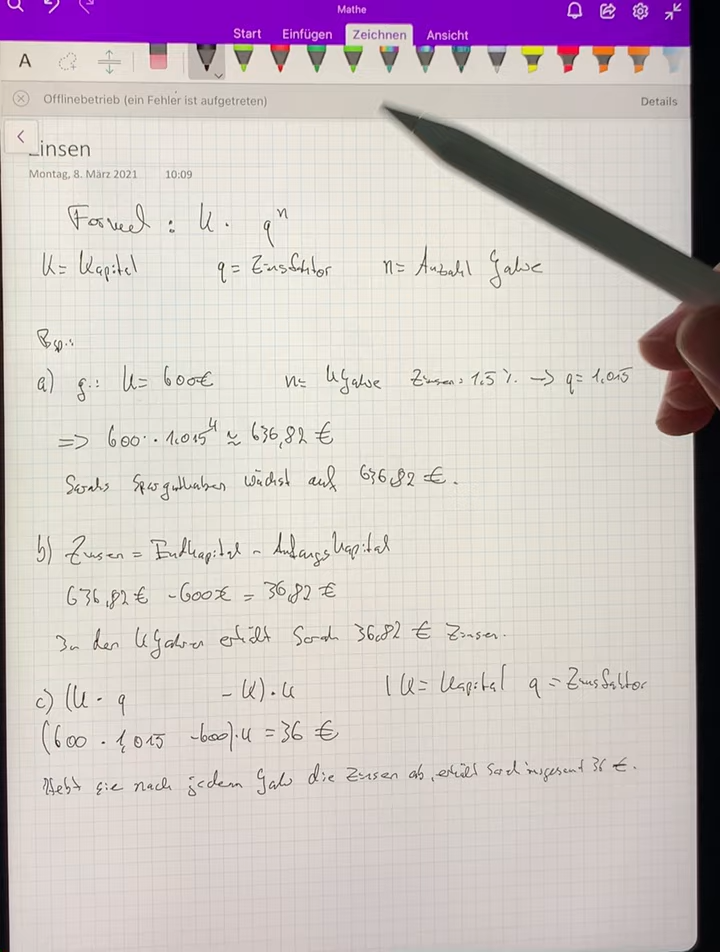 Mathe
Start Einfügen Zeichnen Ansicht
A
Offlinebetrieb (ein Fehler ist aufgetreten) Details
insen
Montag, 8. März 2021 10:09
Formel : K · qⁿ
K = Kapital q = Zinsfaktor n = Anzahl Jahre
Bsp.:
a) g.: K = 600€ n = 4 Jahre Zinsen: 1,5 % → q = 1,015
=> 600 · 1,015⁴ ≈ 636,82 €
Sarahs Sparguthaben wächst auf 636,82 €.
b) Zinsen = Endkapital - Anfangskapital
636,82 € - 600€ = 36,82 €
In den 4 Jahren erhält Sarah 36,82 € Zinsen.
c) (K · q - K) · 4 | K = Kapital q = Zinsfaktor
(600 · 1,015 - 600) · 4 = 36 €
Hebt sie nach jedem Jahr die Zinsen ab, erhält Sarah insgesamt 36 €.